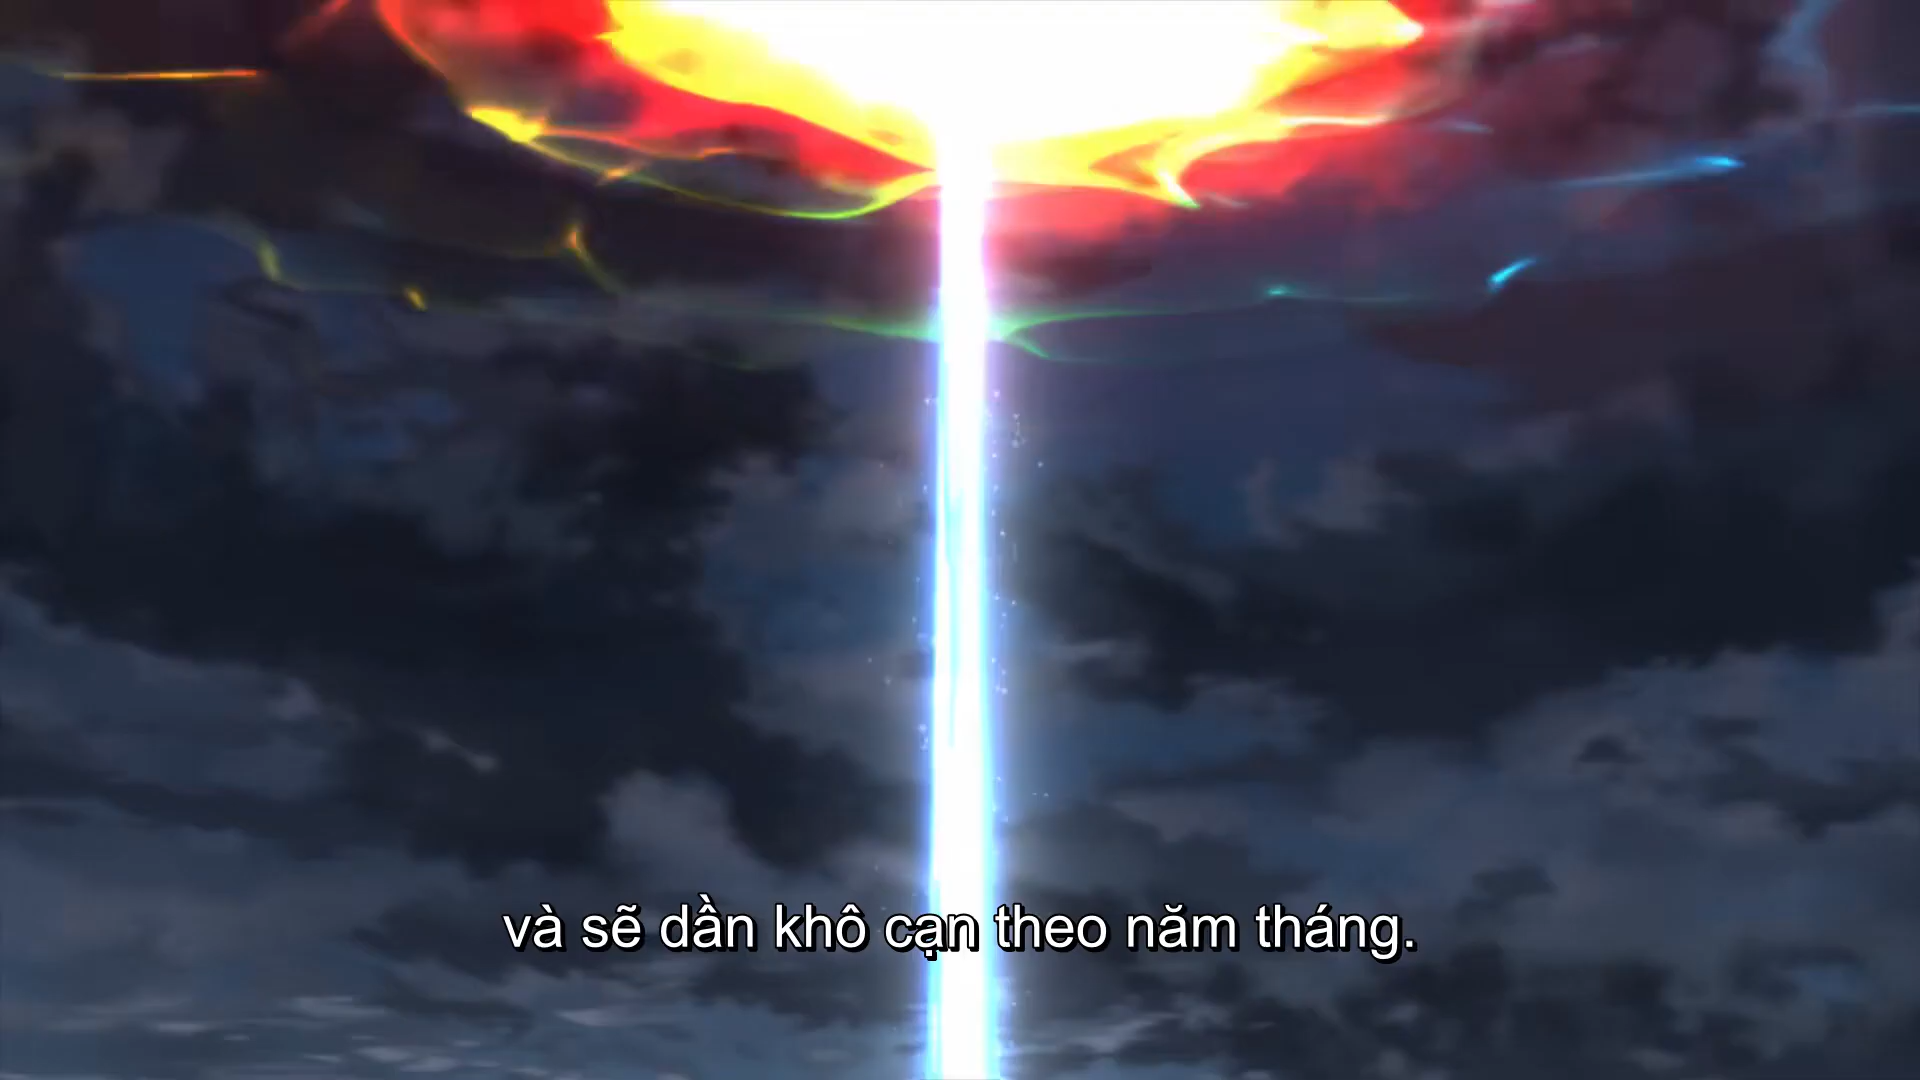 và sẽ dần khô cạn theo năm tháng.